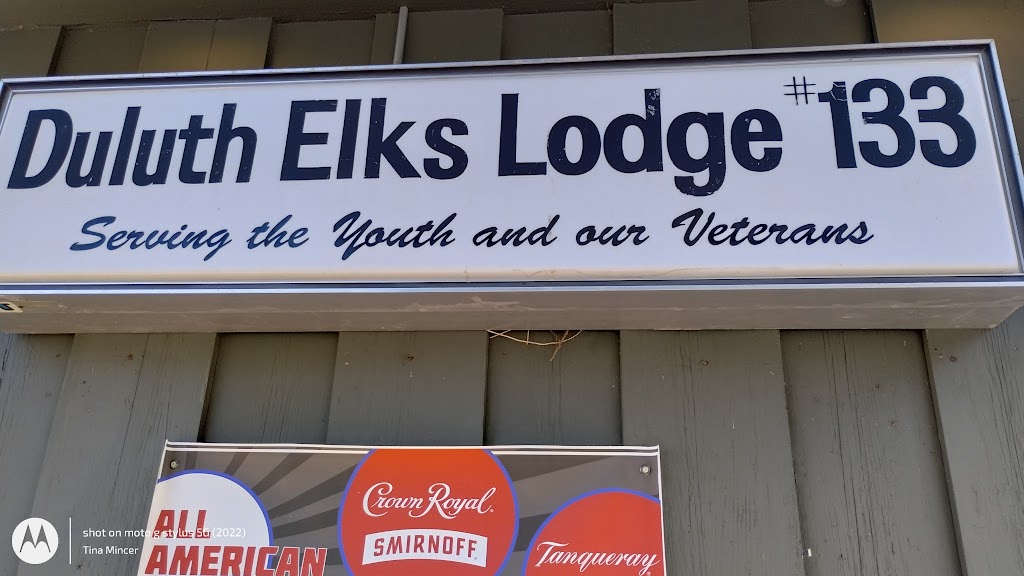 Duluth Elks Lodge #133
Serving the Youth and our Veterans
ALL
AMERICAN
Crown Royal.
SMIRNOFF
Tanqueray
shot on moto g stylus 5G (2022)
Tina Mincer